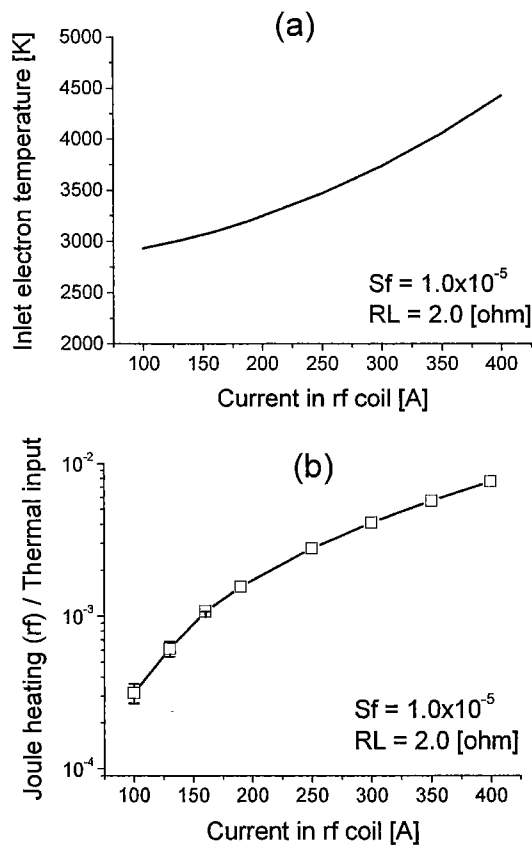 (a)
Inlet electron temperature [K]
5000
4500
4000
3500
3000
2500
2000
Sf = 1.0x10⁻⁵
RL = 2.0 [ohm]
100 150 200 250 300 350 400
Current in rf coil [A]
(b)
Joule heating (rf) / Thermal input
10⁻²
10⁻³
10⁻⁴
Sf = 1.0x10⁻⁵
RL = 2.0 [ohm]
100 150 200 250 300 350 400
Current in rf coil [A]